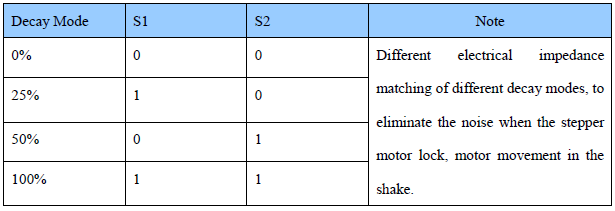 Decay Mode S1 S2 Note
0% 0 0
25% 1 0
50% 0 1
100% 1 1
Different electrical impedance
matching of different decay modes, to
eliminate the noise when the stepper
motor lock, motor movement in the
shake.